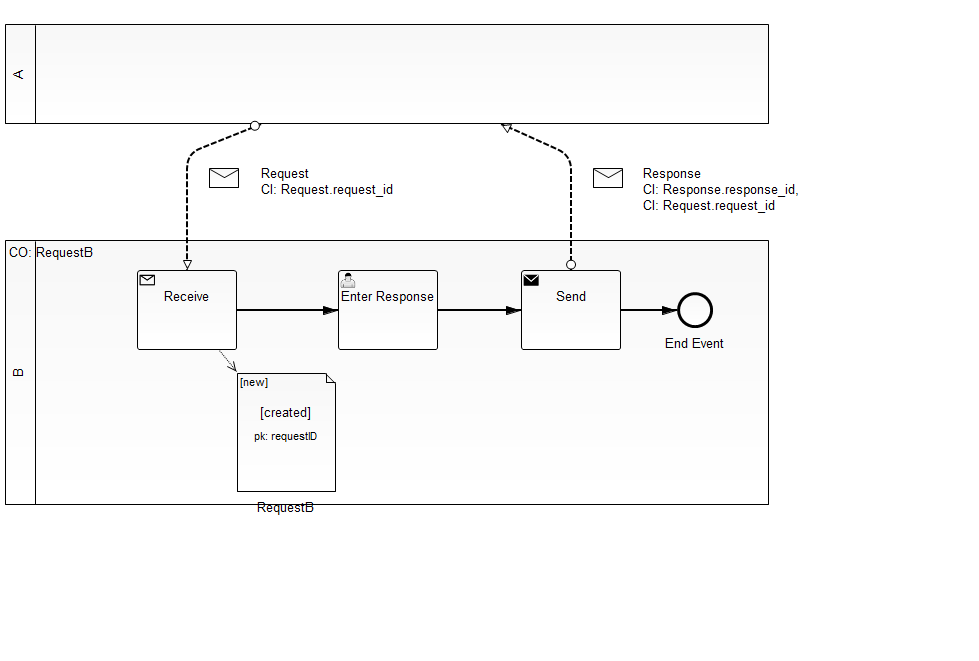 A
Request
CI: Request.request_id
Response
CI: Response.response_id,
CI: Request.request_id
CO: RequestB
B
Receive
Enter Response
Send
End Event
[new]
[created]
pk: requestID
RequestB